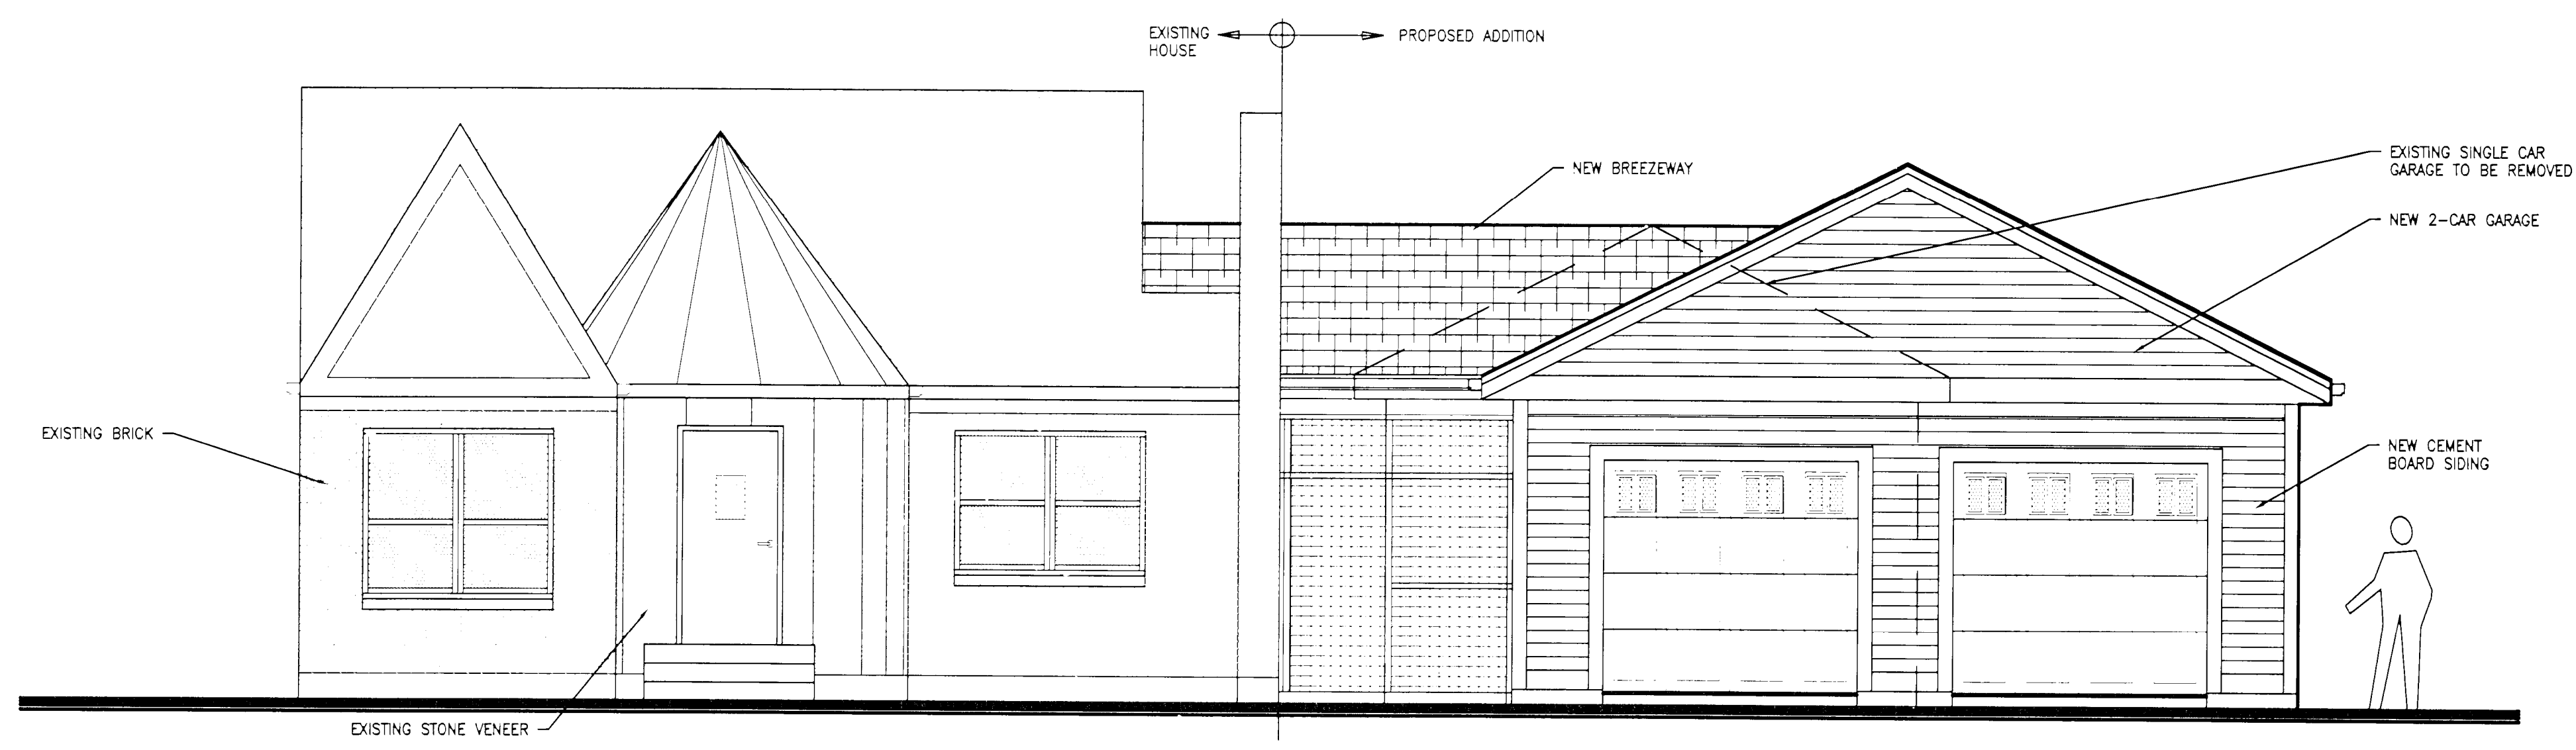 EXISTING
HOUSE
PROPOSED ADDITION
NEW BREEZEWAY
EXISTING SINGLE CAR
GARAGE TO BE REMOVED
NEW 2-CAR GARAGE
EXISTING BRICK
NEW CEMENT
BOARD SIDING
EXISTING STONE VENEER